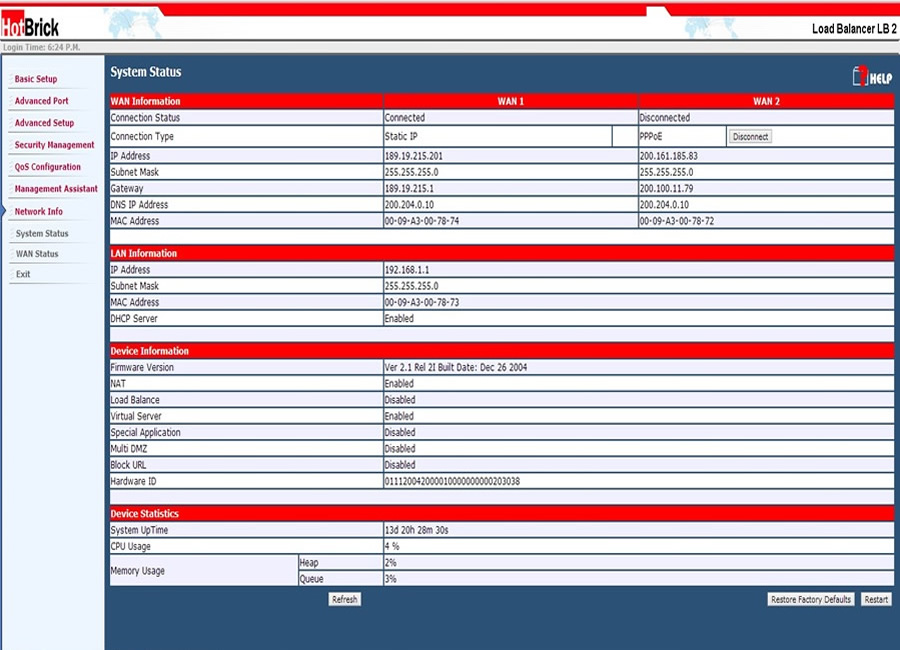 HotBrick
Load Balancer LB 2
Login Time: 6:24 P.M.
Basic Setup
Advanced Port
Advanced Setup
Security Management
QoS Configuration
Management Assistant
Network Info
System Status
WAN Status
Exit
System Status
HELP
WAN Information WAN 1 WAN 2
Connection Status Connected Disconnected
Connection Type Static IP PPPoE Disconnect
IP Address 189.19.215.201 200.161.185.83
Subnet Mask 255.255.255.0 255.255.255.0
Gateway 189.19.215.1 200.100.11.79
DNS IP Address 200.204.0.10 200.204.0.10
MAC Address 00-09-A3-00-78-74 00-09-A3-00-78-72
LAN Information
IP Address 192.168.1.1
Subnet Mask 255.255.255.0
MAC Address 00-09-A3-00-78-73
DHCP Server Enabled
Device Information
Firmware Version Ver 2.1 Rel 2I Built Date: Dec 26 2004
NAT Enabled
Load Balance Disabled
Virtual Server Enabled
Special Application Disabled
Multi DMZ Disabled
Block URL Disabled
Hardware ID
Device Statistics
System UpTime 13d 20h 28m 30s
CPU Usage 4 %
Memory Usage Heap 2%
Queue 3%
Refresh Restore Factory Defaults Restart